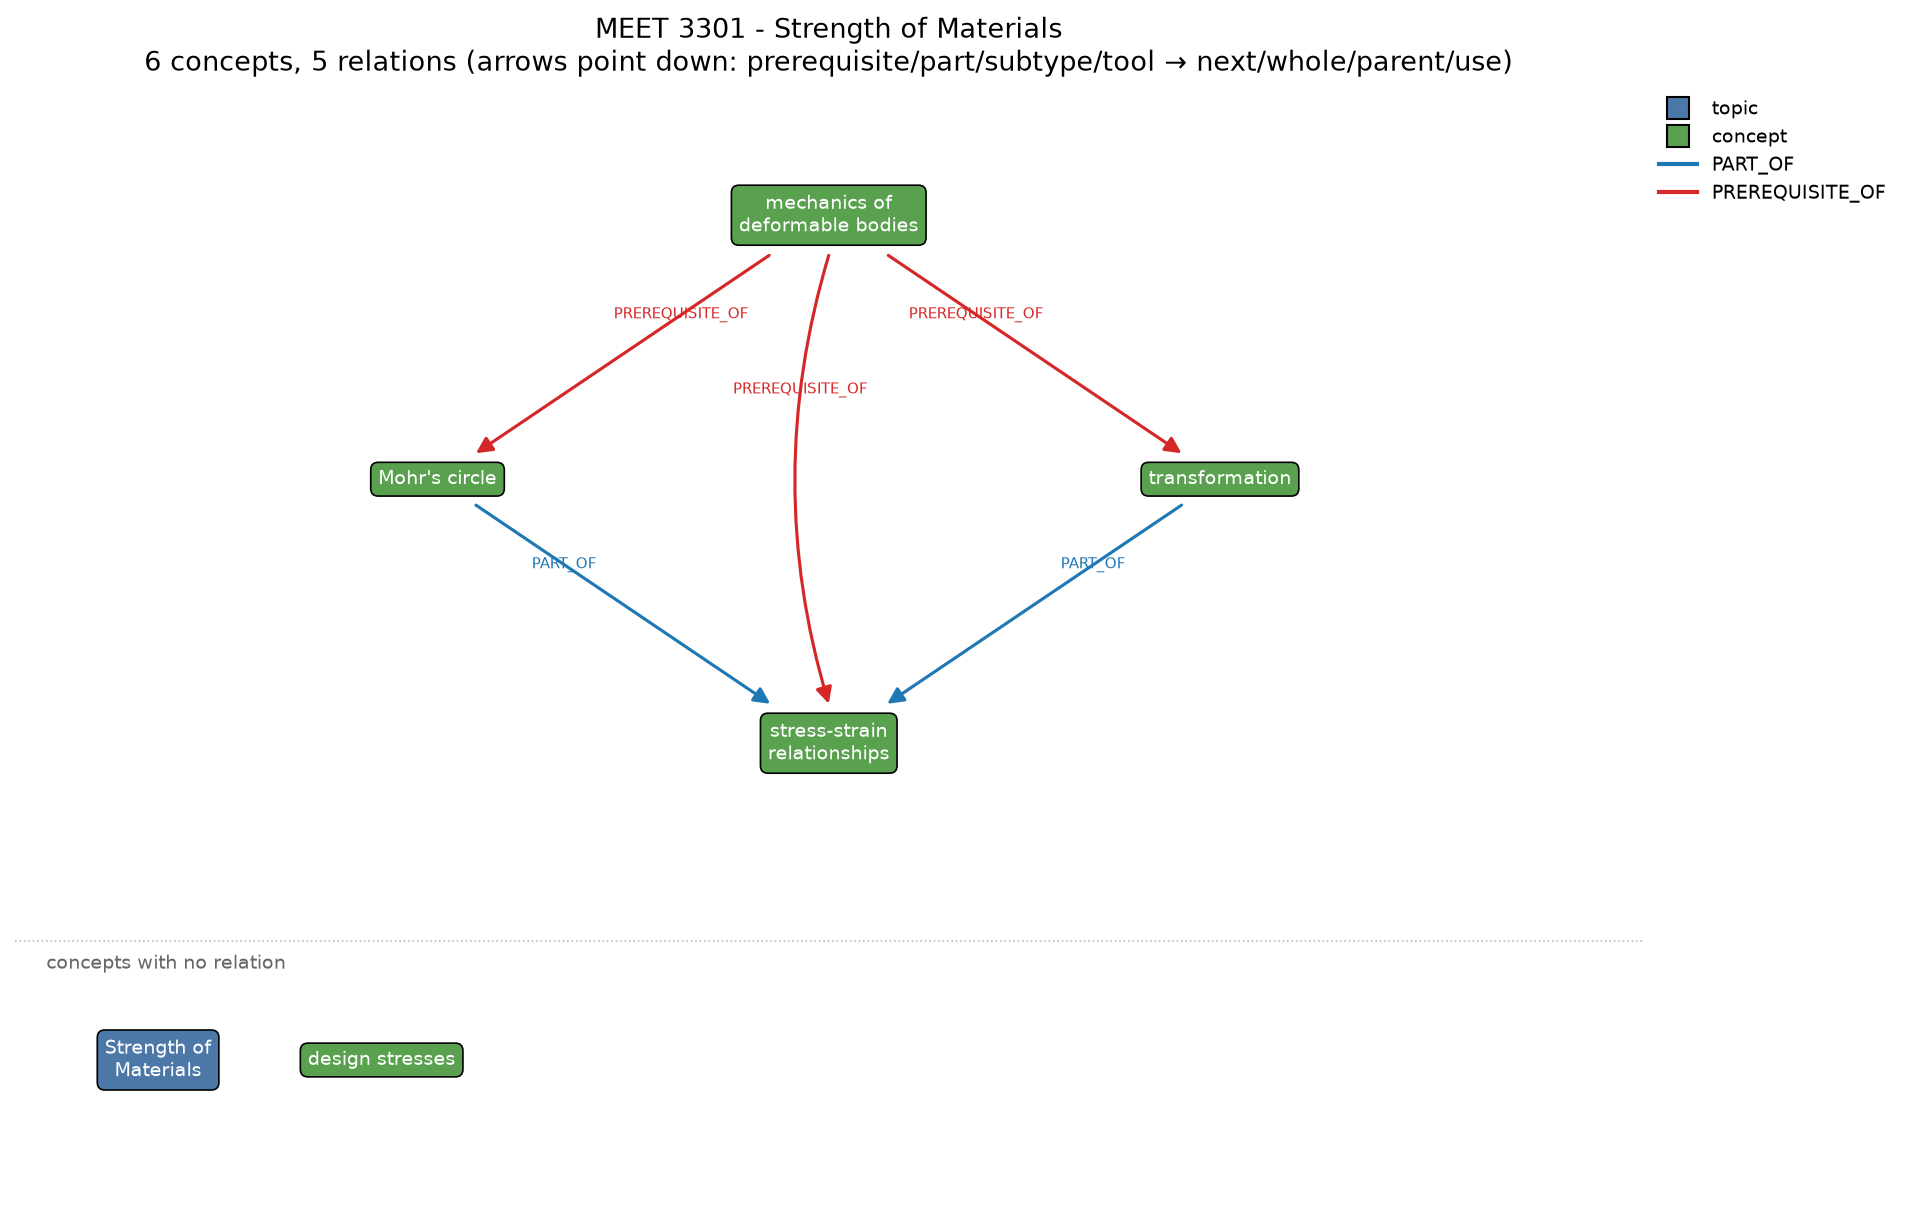 MEET 3301 - Strength of Materials
6 concepts, 5 relations (arrows point down: prerequisite/part/subtype/tool → next/whole/parent/use)
topic
concept
PART_OF
PREREQUISITE_OF
mechanics of
deformable bodies
PREREQUISITE_OF
PREREQUISITE_OF
PREREQUISITE_OF
Mohr's circle
transformation
PART_OF
PART_OF
stress-strain
relationships
concepts with no relation
Strength of
Materials
design stresses